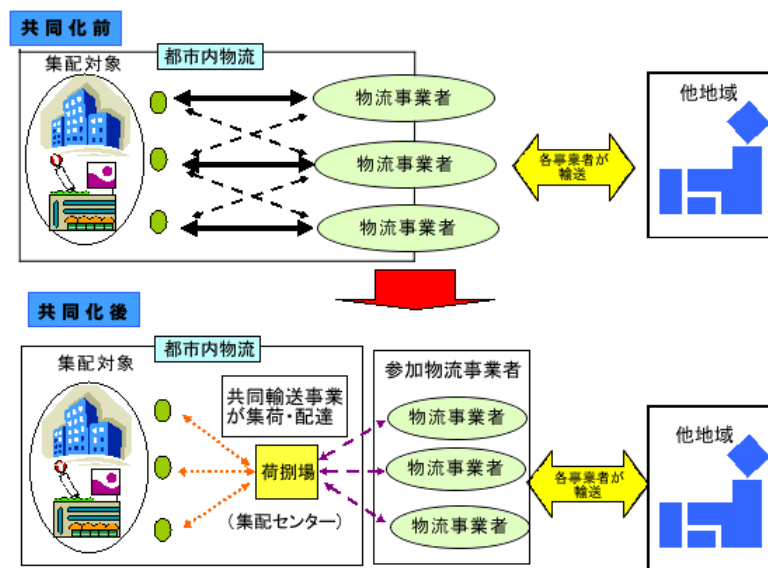 共同化前
都市内物流
集配対象
物流事業者
物流事業者
物流事業者
各事業者が
輸送
他地域
共同化後
都市内物流
集配対象
共同輸送事業
が集荷・配達
荷捌場
（集配センター）
参加物流事業者
物流事業者
物流事業者
物流事業者
各事業者が
輸送
他地域